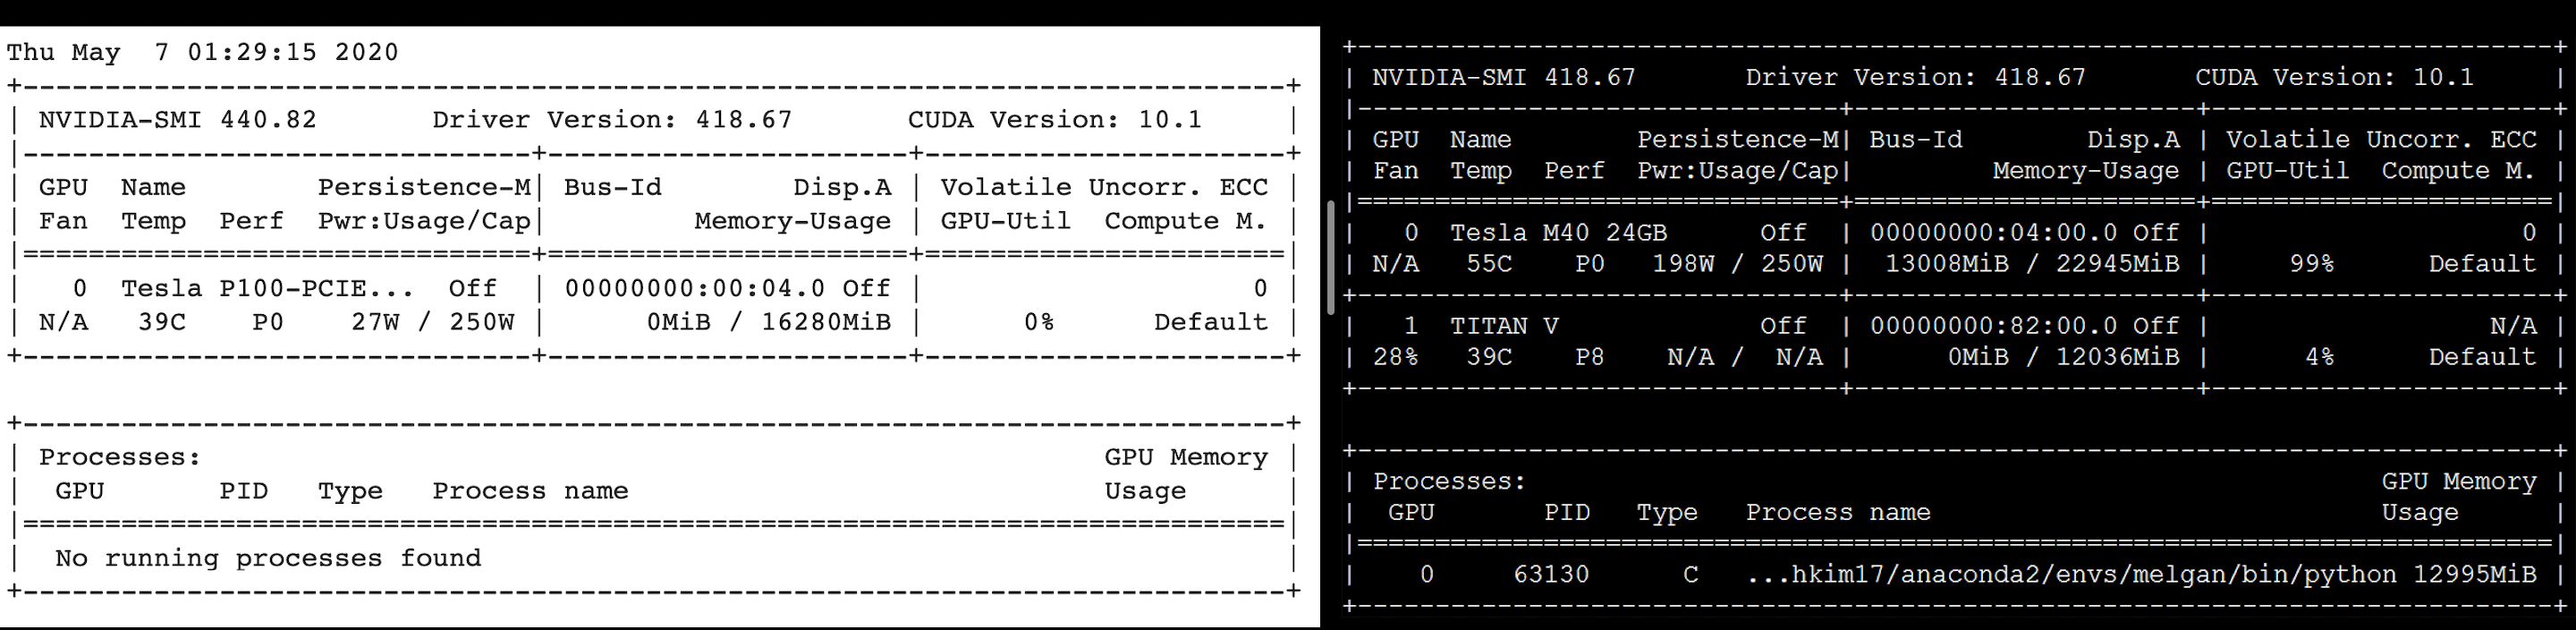 Thu May  7 01:29:15 2020
+-----------------------------------------------------------------------------+
| NVIDIA-SMI 440.82       Driver Version: 418.67       CUDA Version: 10.1     |
|-------------------------------+----------------------+----------------------+
| GPU  Name        Persistence-M| Bus-Id        Disp.A | Volatile Uncorr. ECC |
| Fan  Temp  Perf  Pwr:Usage/Cap|         Memory-Usage | GPU-Util  Compute M. |
|===============================+======================+======================|
|   0  Tesla P100-PCIE...  Off  | 00000000:00:04.0 Off |                    0 |
| N/A   39C    P0    27W / 250W |      0MiB / 16280MiB |      0%      Default |
+-------------------------------+----------------------+----------------------+

+-----------------------------------------------------------------------------+
| Processes:                                                       GPU Memory |
|  GPU       PID   Type   Process name                             Usage      |
|=============================================================================|
|  No running processes found                                                 |
+-----------------------------------------------------------------------------+
+-----------------------------------------------------------------------------+
| NVIDIA-SMI 418.67       Driver Version: 418.67       CUDA Version: 10.1     |
|-------------------------------+----------------------+----------------------+
| GPU  Name        Persistence-M| Bus-Id        Disp.A | Volatile Uncorr. ECC |
| Fan  Temp  Perf  Pwr:Usage/Cap|         Memory-Usage | GPU-Util  Compute M. |
|===============================+======================+======================|
|   0  Tesla M40 24GB      Off  | 00000000:04:00.0 Off |                    0 |
| N/A   55C    P0   198W / 250W |  13008MiB / 22945MiB |     99%      Default |
+-------------------------------+----------------------+----------------------+
|   1  TITAN V             Off  | 00000000:82:00.0 Off |                  N/A |
| 28%   39C    P8    N/A /  N/A |      0MiB / 12036MiB |      4%      Default |
+-------------------------------+----------------------+----------------------+

+-----------------------------------------------------------------------------+
| Processes:                                                       GPU Memory |
|  GPU       PID   Type   Process name                             Usage      |
|=============================================================================|
|    0     63130      C   ...hkim17/anaconda2/envs/melgan/bin/python 12995MiB |
+-----------------------------------------------------------------------------+